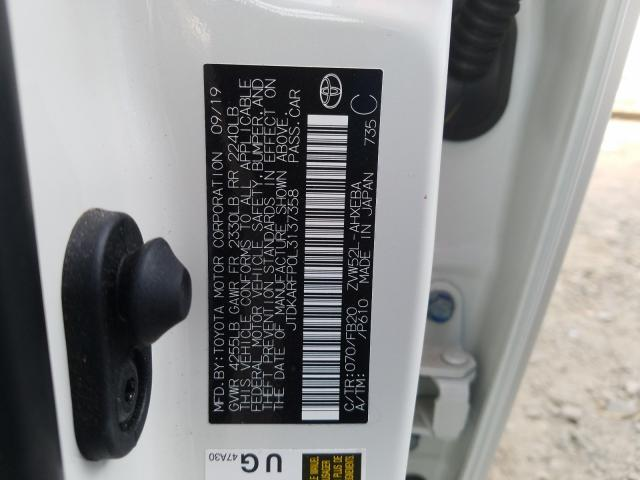 MFD.BY:TOYOTA MOTOR CORPORATION 09/19
GVWR 4255LB GAWR FR 2330LB RR 2240LB
THIS VEHICLE CONFORMS TO ALL APPLICABLE
FEDERAL MOTOR VEHICLE SAFETY, BUMPER, AND
THEFT PREVENTION STANDARDS IN EFFECT ON
THE DATE OF MANUFACTURE SHOWN ABOVE.
JTDKARFP0L3137358 PASS.CAR
C/TR:070/FB20 ZVW52L-AHXEBA
A/TM: /P610 MADE IN JAPAN 735 C
UG
47A30